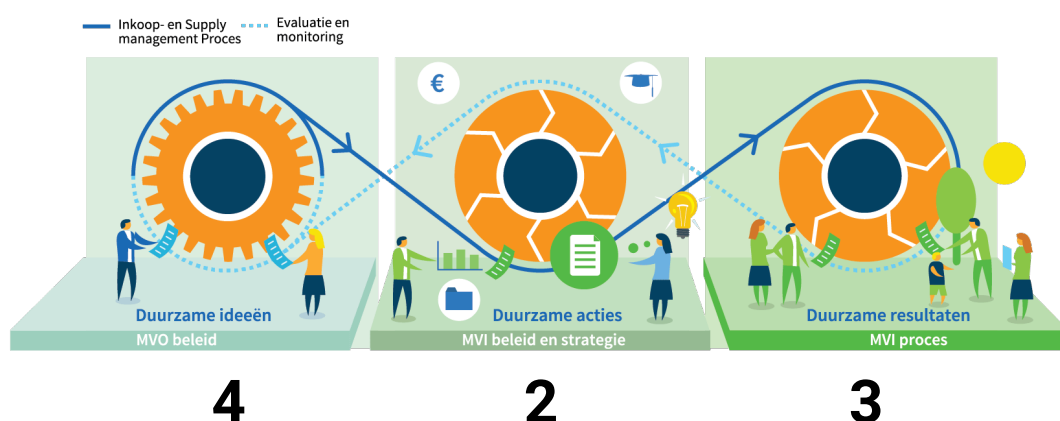 Inkoop- en Supply
management Proces
Evaluatie en
monitoring
€
Duurzame ideeën
MVO beleid
Duurzame acties
MVI beleid en strategie
Duurzame resultaten
MVI proces
4
2
3